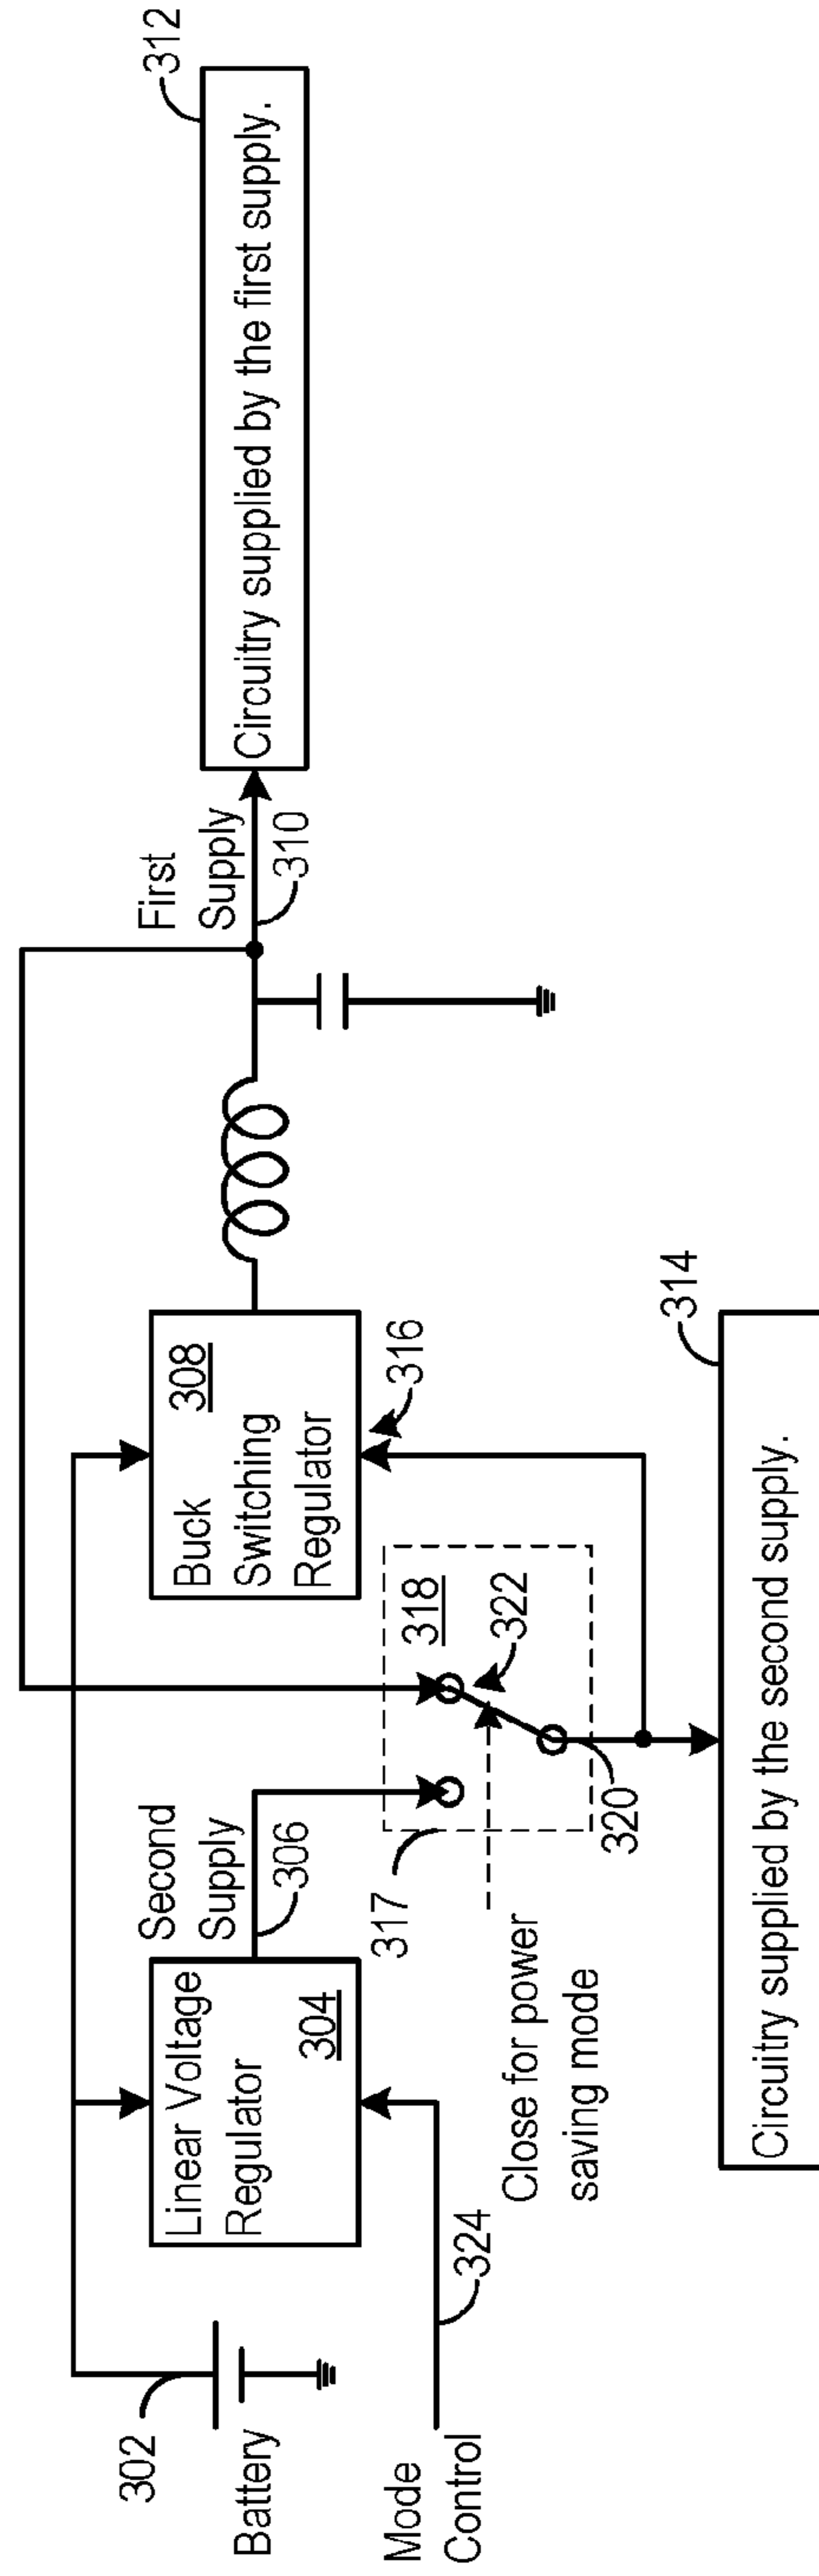 302
Battery
Mode
Control
324
Linear Voltage
Regulator
304
Second
Supply
306
317
Close for power
saving mode
318
322
320
Buck
308
Switching
Regulator
316
First
Supply
310
312
Circuitry supplied by the first supply.
314
Circuitry supplied by the second supply.